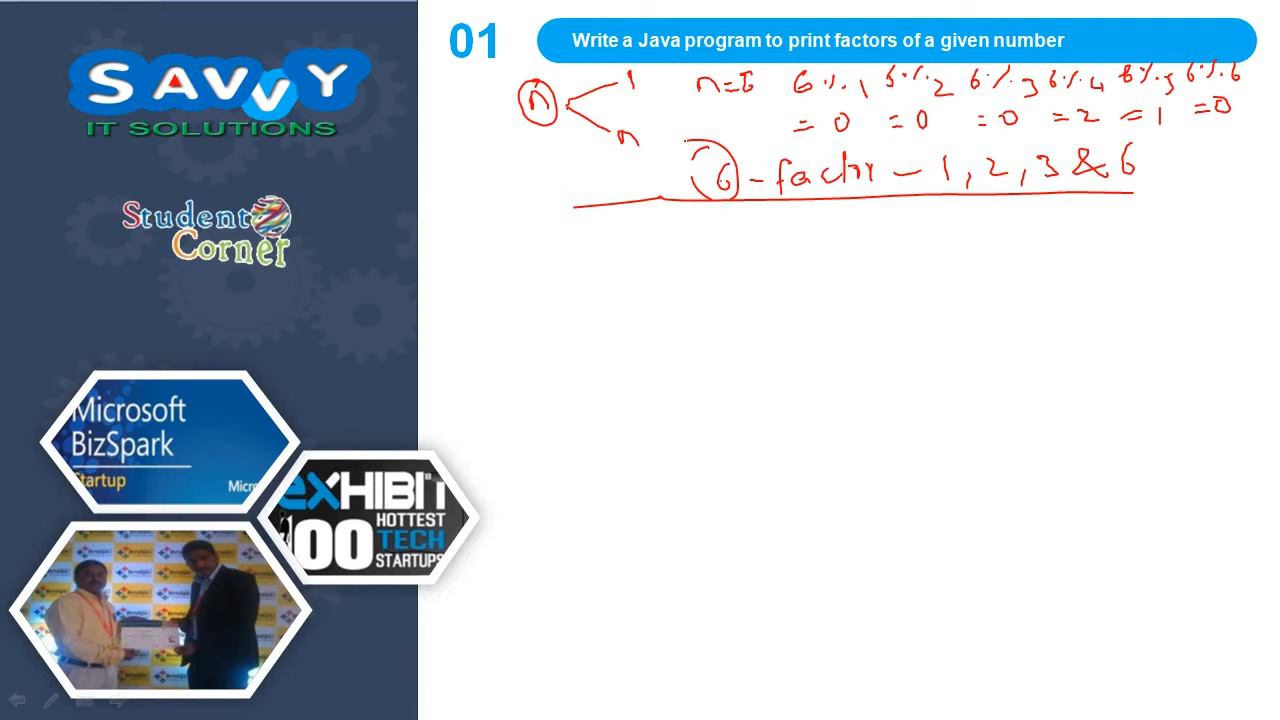 SAVVY
IT SOLUTIONS
Student
Corner
Microsoft
BizSpark
Startup
Micr
eXHIBIT
100 HOTTEST
TECH
STARTUPS
01
Write a Java program to print factors of a given number
n 1 n
n=6 6%1 6%2 6%3 6%4 6%5 6%6
=0 =0 =0 =2 =1 =0
6 - factor - 1, 2, 3 & 6